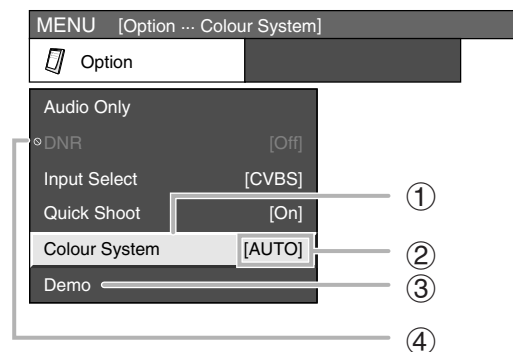 MENU [Option ... Colour System]
Option
Audio Only
DNR [Off]
Input Select [CVBS]
Quick Shoot [On]
①
Colour System [AUTO]
②
Demo
③
④